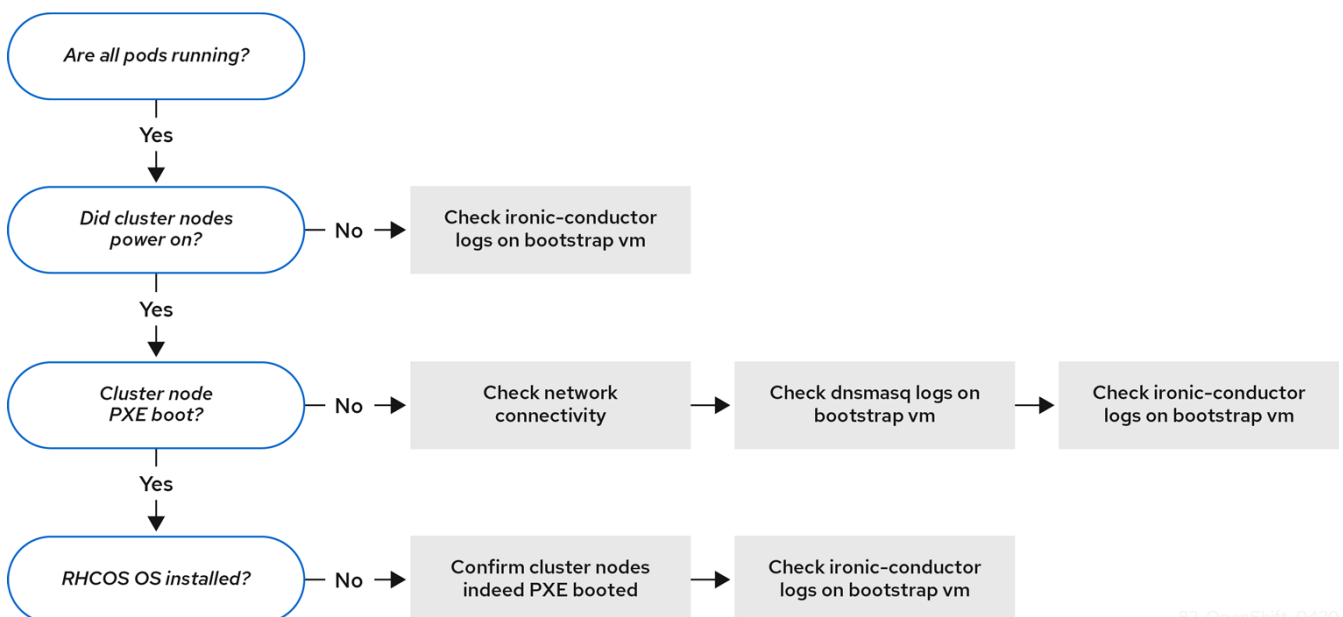 Are all pods running?
Yes
Did cluster nodes
power on?
No
Check ironic-conductor
logs on bootstrap vm
Yes
Cluster node
PXE boot?
No
Check network
connectivity
Check dnsmasq logs on
bootstrap vm
Check ironic-conductor
logs on bootstrap vm
Yes
RHCOS OS installed?
No
Confirm cluster nodes
indeed PXE booted
Check ironic-conductor
logs on bootstrap vm